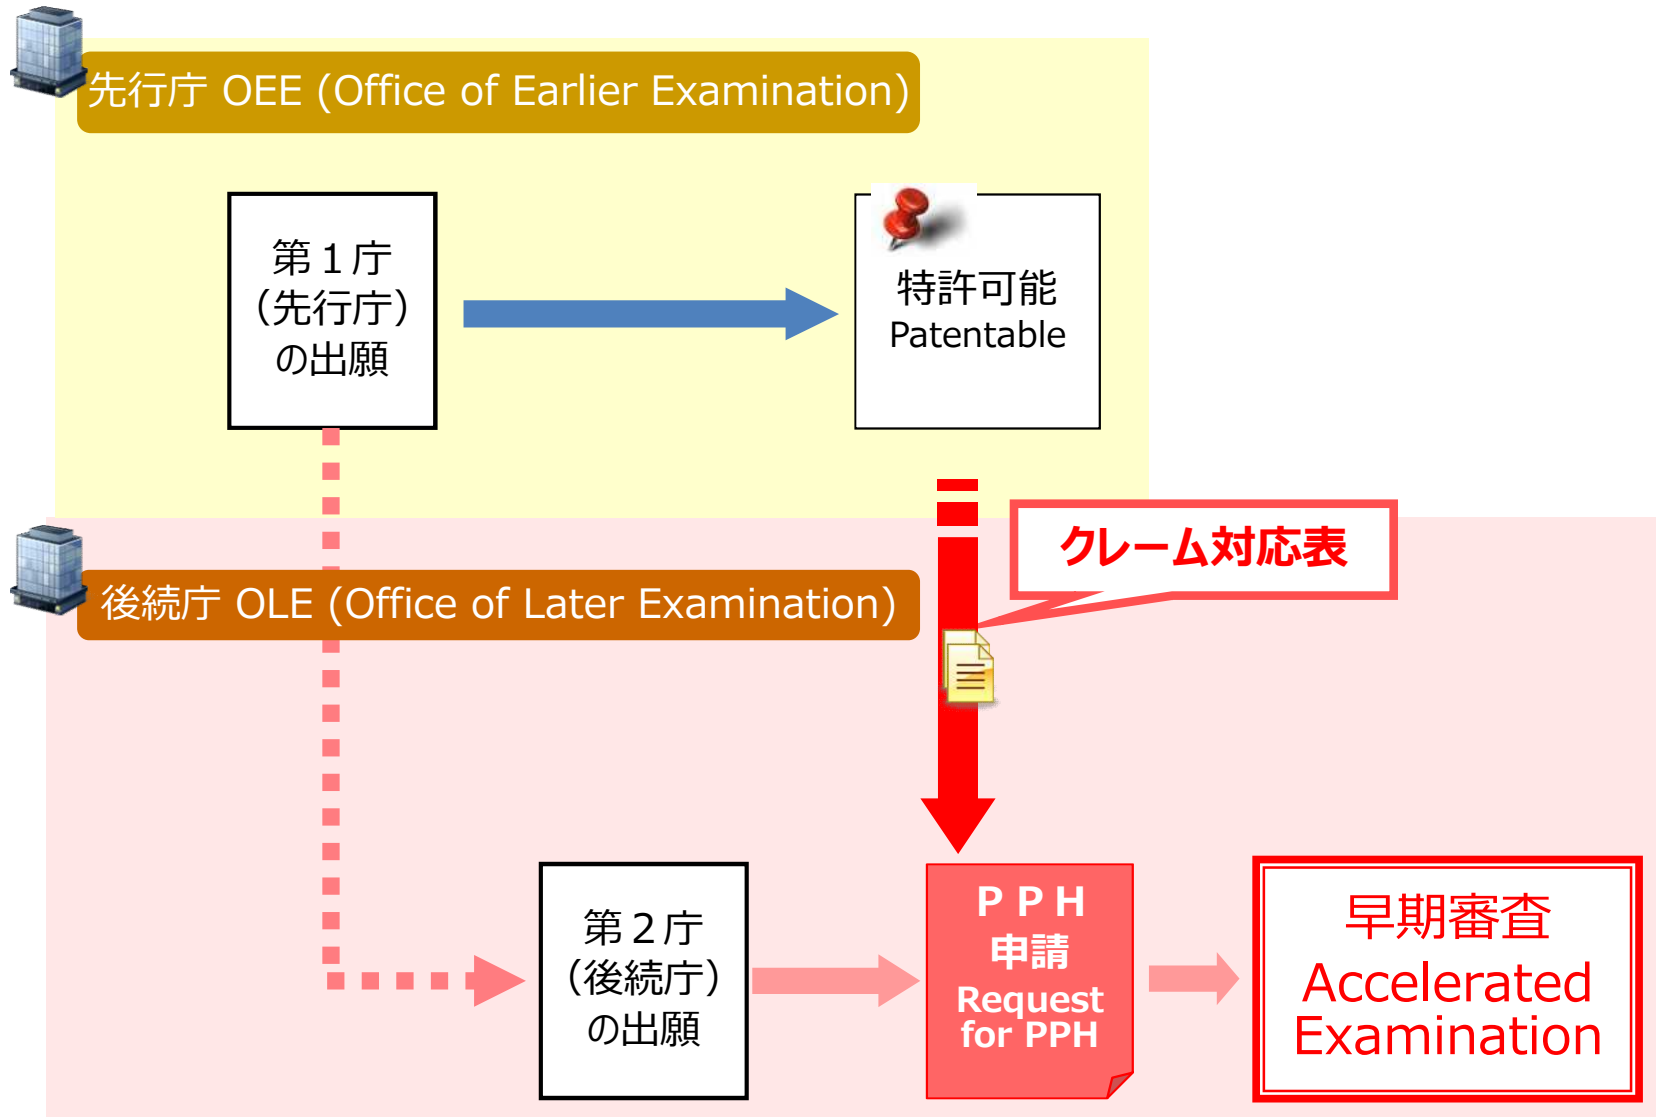 先行庁 OEE (Office of Earlier Examination)
第1庁
(先行庁)
の出願
特許可能
Patentable
クレーム対応表
後続庁 OLE (Office of Later Examination)
第2庁
(後続庁)
の出願
PPH
申請
Request
for PPH
早期審査
Accelerated
Examination